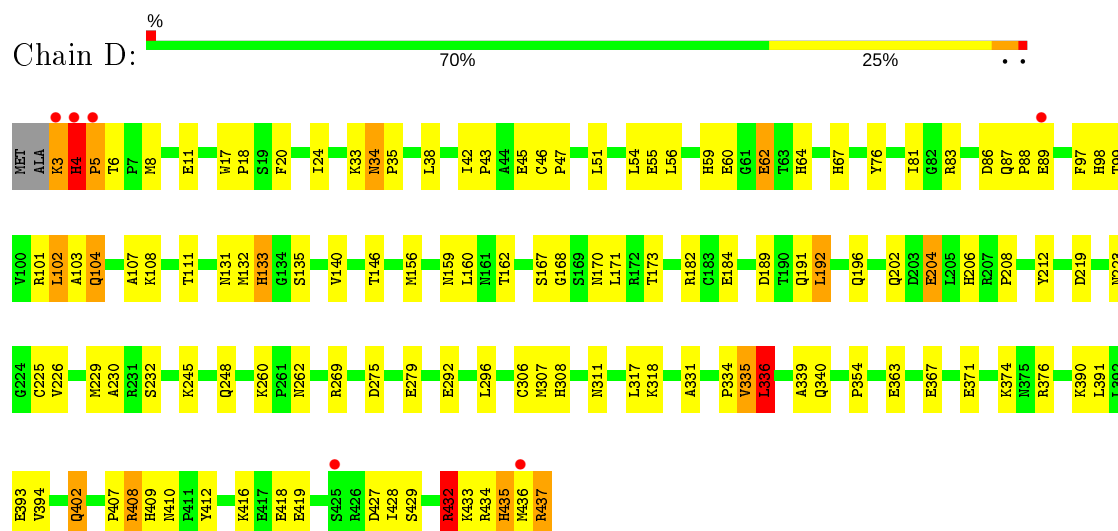 %
Chain D:
70% 25% • •
MET ALA K3 H4 P5 T6 P7 M8 E11 W17 P18 S19 F20 I24 K33 N34 P35 L38 I42 P43 A44 E45 C46 P47 L51 L54 E55 L56 H59 E60 G61 E62 T63 H64 H67 Y76 I81 G82 R83 D86 Q87 P88 E89 F97 H98 T99
V100 R101 L102 A103 Q104 A107 K108 T111 N131 M132 H133 G134 S135 V140 T146 M156 N159 L160 N161 T162 S167 G168 S169 N170 L171 R172 T173 R182 C183 E184 D189 T190 Q191 L192 Q196 Q202 D203 E204 L205 H206 R207 P208 Y212 D219
G224 C225 V226 M229 A230 R231 S232 K245 Q248 K260 P261 N262 R269 D275 E279 E292 L296 C306 M307 H308 N311 L317 K318 A331 P334 V335 L336 A339 Q340 P354 E363 E367 E371 K374 N375 R376 K390 L391
E393 V394 Q402 P407 R408 H409 N410 P411 Y412 K416 E417 E418 E419 S425 R426 D427 I428 S429 R432 K433 R434 H435 M436 R437